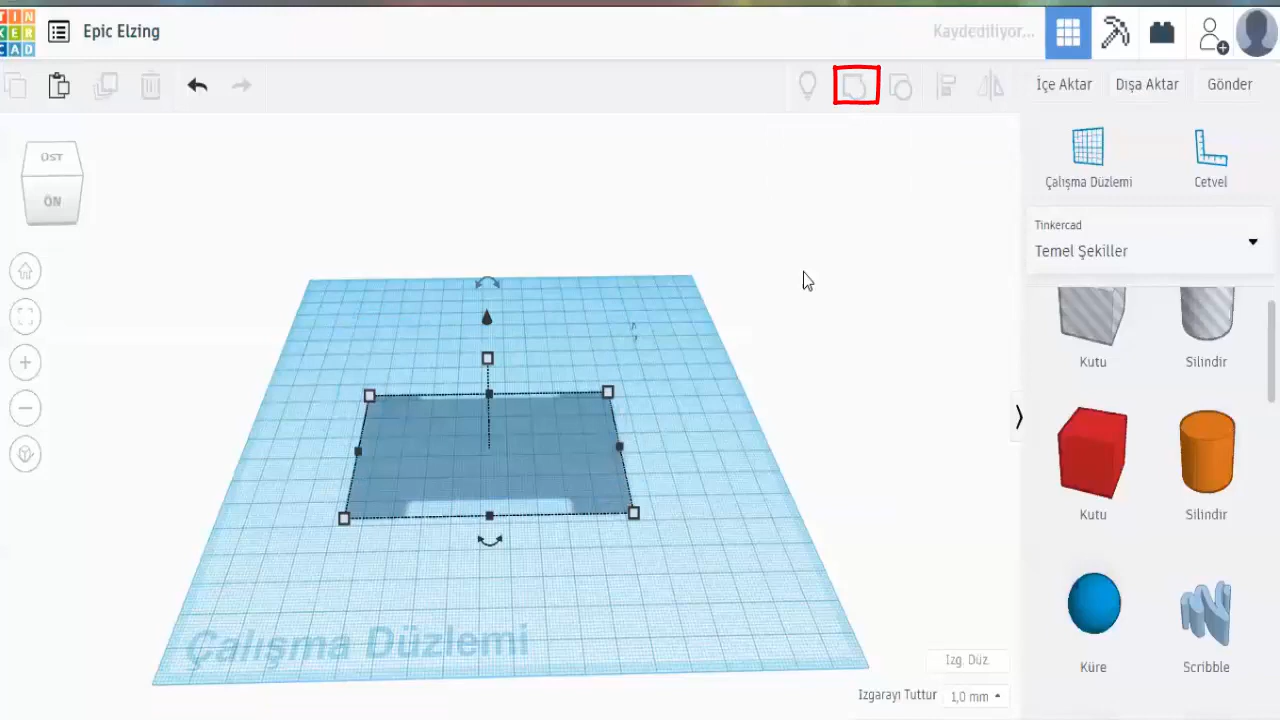 TIN
KER
CAD
Epic Elzing
Kaydediliyor...
İçe Aktar
Dışa Aktar
Gönder
ÜST
ÖN
Çalışma Düzlemi
Cetvel
Tinkercad
Temel Şekiller
Kutu
Silindir
Kutu
Silindir
Küre
Scribble
Çalışma Düzlemi
Izg. Düz.
Izgarayı Tuttur
1,0 mm